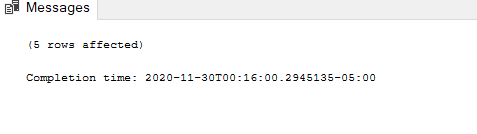 Messages
(5 rows affected)
Completion time: 2020-11-30T00:16:00.2945135-05:00